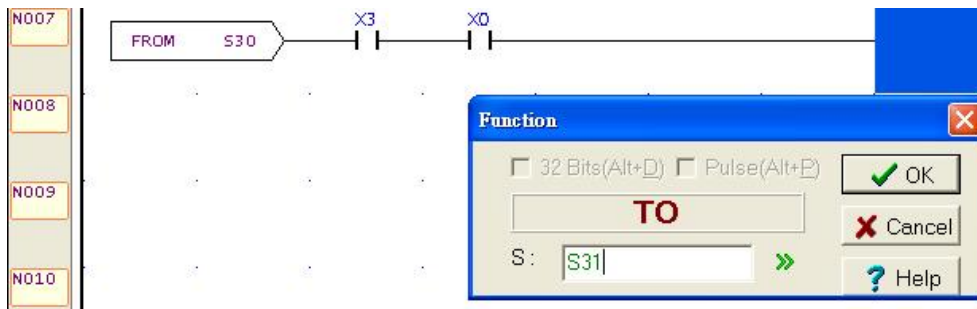 N007
FROM S30
X3
X0
N008
N009
N010
Function
32 Bits(Alt+D)
Pulse(Alt+P)
OK
TO
Cancel
S: S31
Help